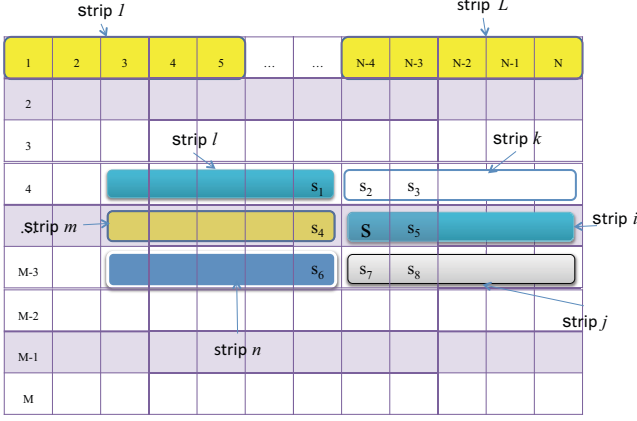 strip 1 strip L
1 2 3 4 5 ... ... N-4 N-3 N-2 N-1 N
2
3
strip l strip k
4 s1 s2 s3
... strip m s4 S s5 strip i
M-3 s6 s7 s8
M-2 strip j
M-1 strip n
M